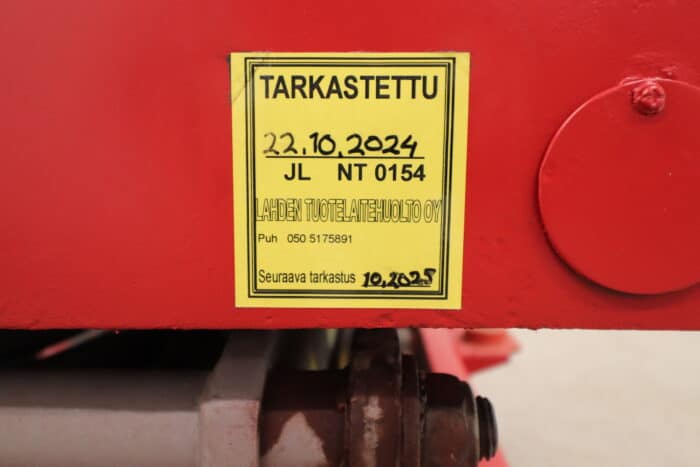 TARKASTETTU
22.10.2024
JL NT 0154
LAHDEN TUOTELAITEHUOLTO OY
Puh 050 5175891
Seuraava tarkastus 10.2025